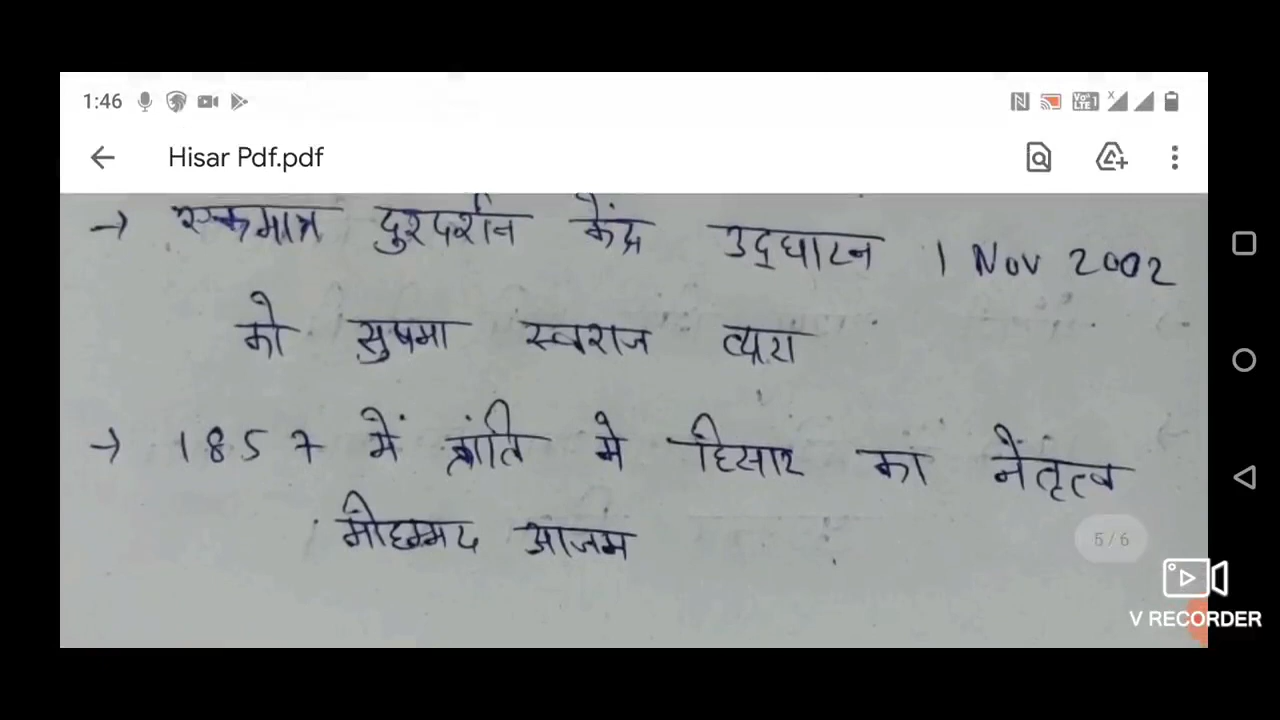 1:46
Hisar Pdf.pdf
→ एकमात्र दुरदर्शन केंद्र उद्घाटन 1 Nov 2002
को सुषमा स्वराज द्वारा
→ 1857 में क्रांति मे हिसार का नेंतृत्व
मोहम्मद आजम
5/6
V RECORDER